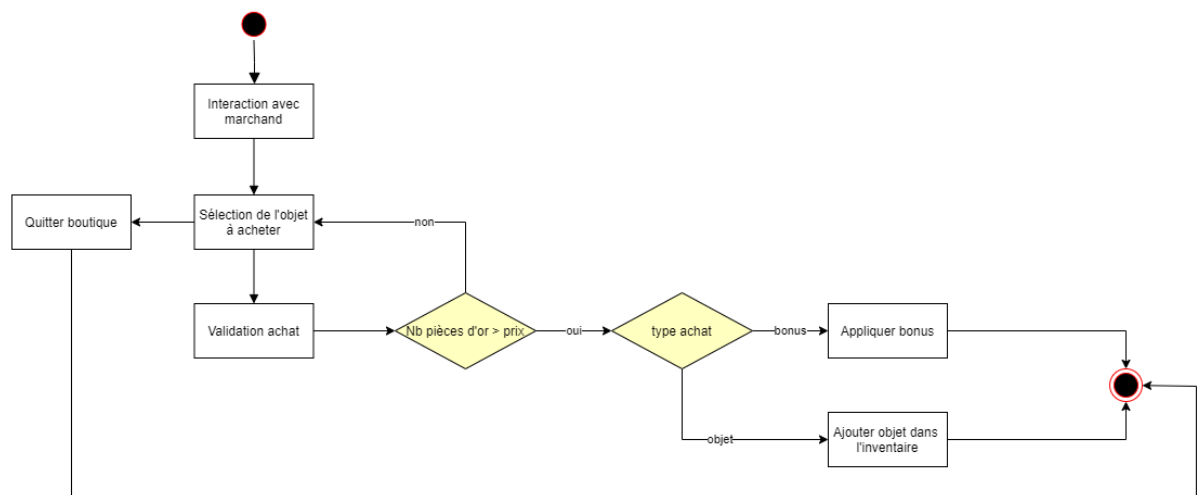 Interaction avec
marchand
Quitter boutique
Sélection de l'objet
à acheter
non
Validation achat
Nb pièces d'or > prix
oui
type achat
bonus
Appliquer bonus
objet
Ajouter objet dans
l'inventaire